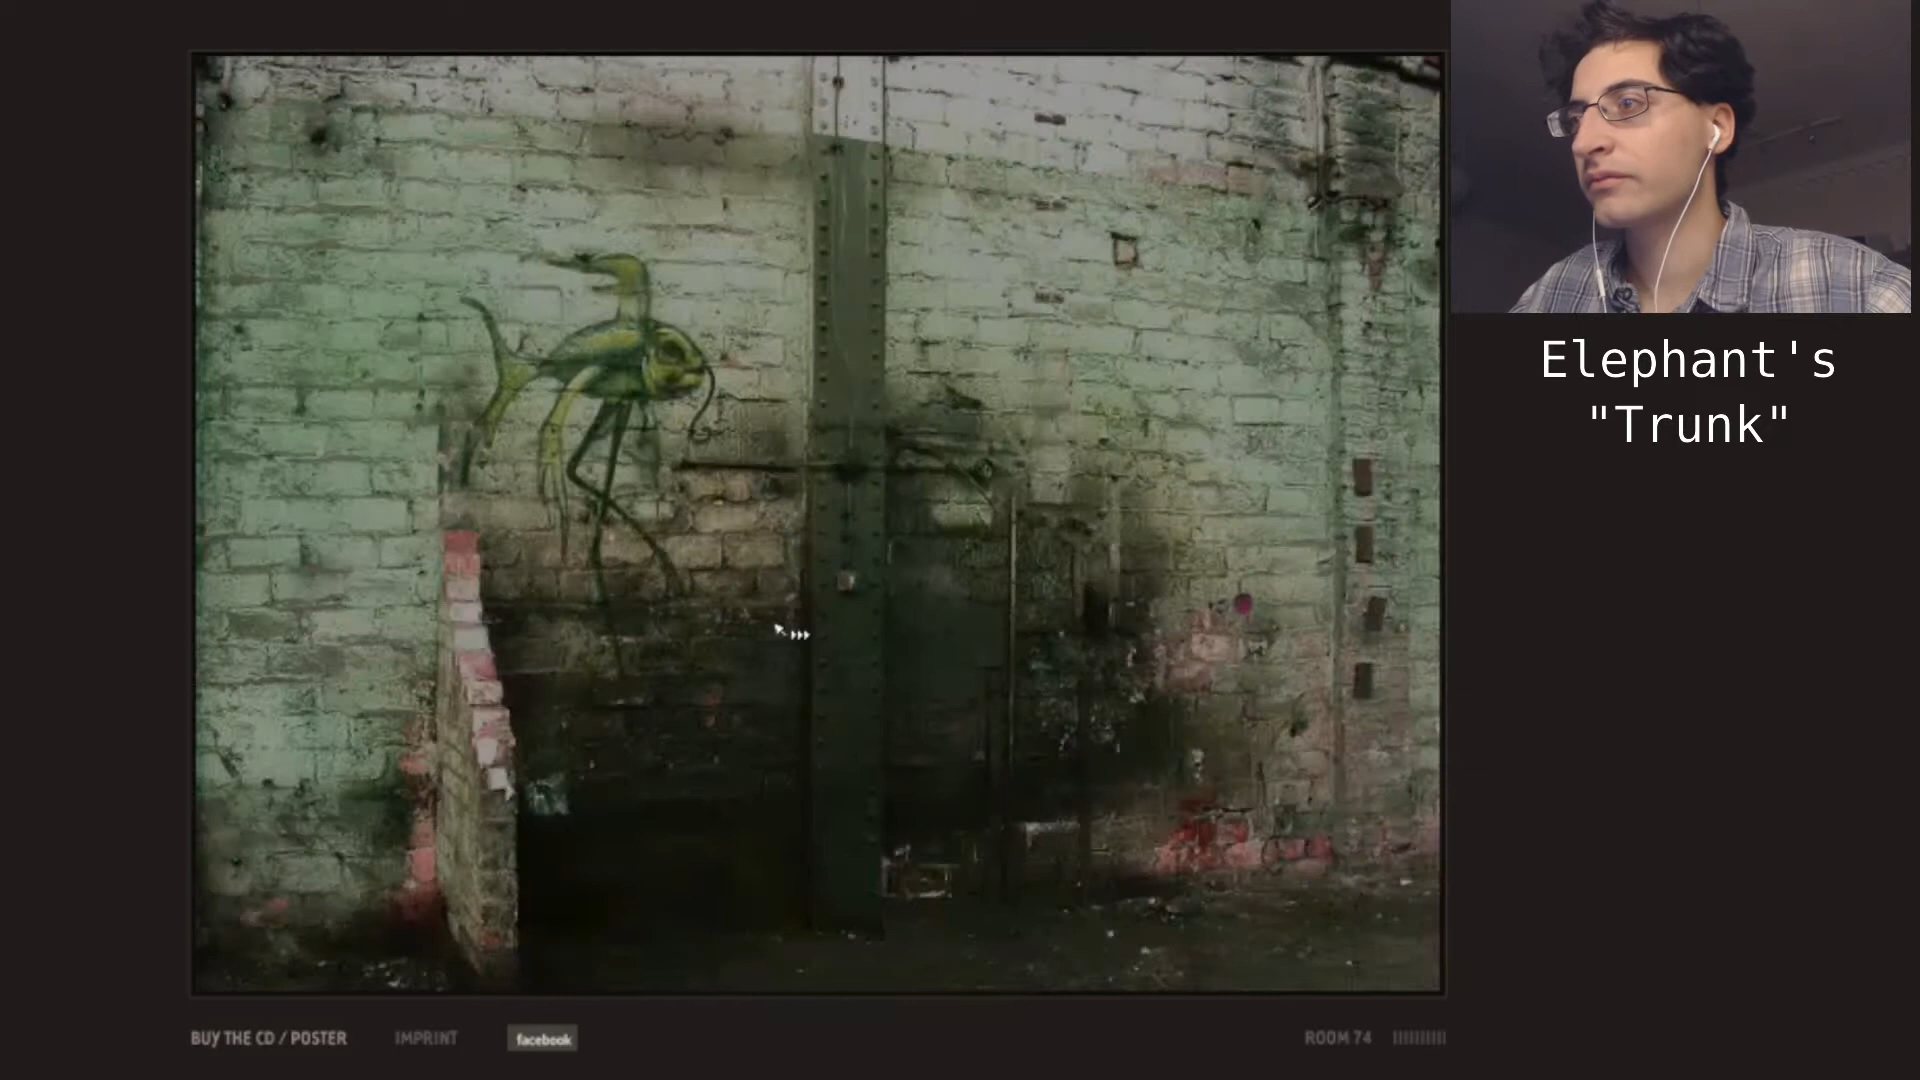 Elephant's
"Trunk"
BUY THE CD / POSTER
IMPRINT
facebook
ROOM 74